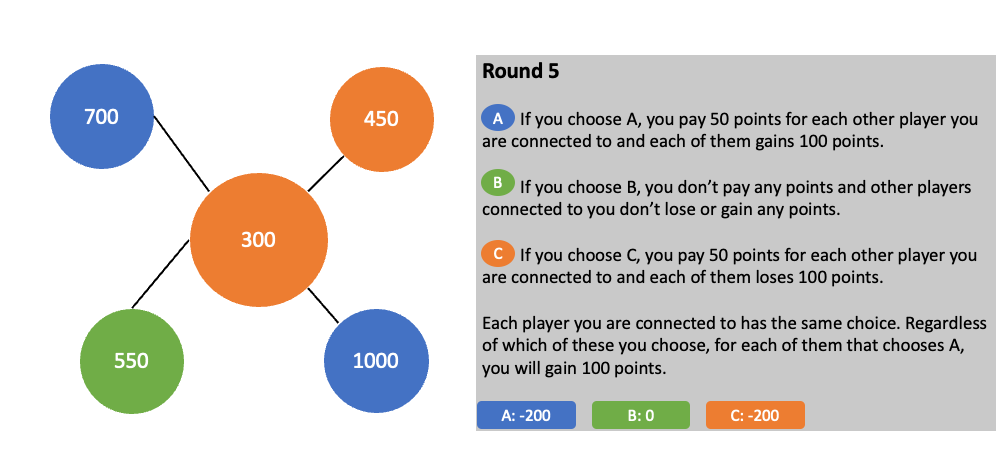 700
450
300
550
1000
Round 5
A If you choose A, you pay 50 points for each other player you
are connected to and each of them gains 100 points.
B If you choose B, you don’t pay any points and other players
connected to you don’t lose or gain any points.
C If you choose C, you pay 50 points for each other player you
are connected to and each of them loses 100 points.
Each player you are connected to has the same choice. Regardless
of which of these you choose, for each of them that chooses A,
you will gain 100 points.
A: -200
B: 0
C: -200